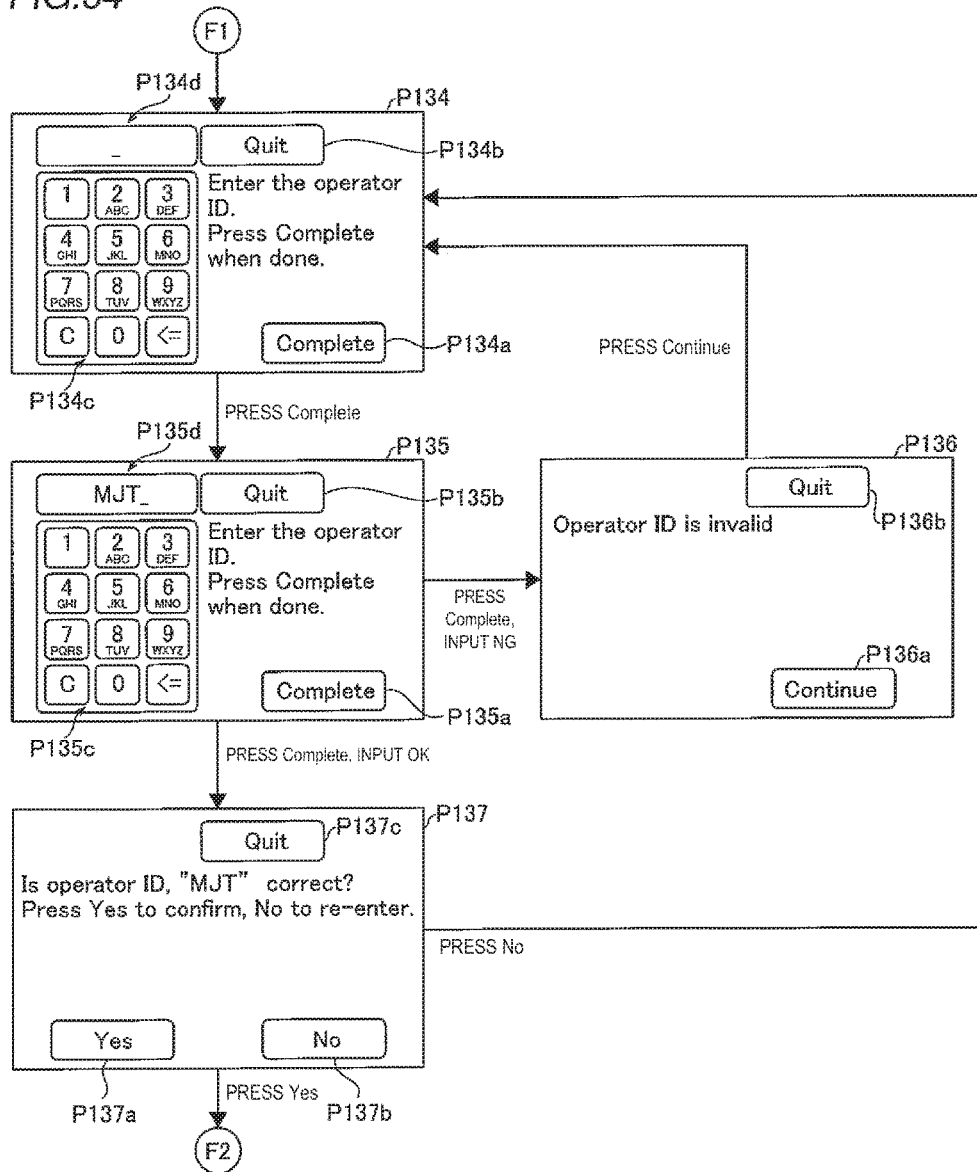 FIG.34
F1
P134d
P134
_
Quit
P134b
Enter the operator
ID.
Press Complete
when done.
1 2 3
ABC DEF
4 5 6
GHI JKL MNO
7 8 9
PQRS TUV WXYZ
C 0 <=
Complete
P134a
P134c
PRESS Complete
PRESS Continue
P135d
P135
MJT_
Quit
P135b
Enter the operator
ID.
Press Complete
when done.
1 2 3
ABC DEF
4 5 6
GHI JKL MNO
7 8 9
PQRS TUV WXYZ
C 0 <=
Complete
P135a
P135c
PRESS
Complete,
INPUT NG
P136
Quit
P136b
Operator ID is invalid
P136a
Continue
PRESS Complete, INPUT OK
P137
Quit
P137c
Is operator ID, "MJT" correct?
Press Yes to confirm, No to re-enter.
PRESS No
Yes
No
P137a
PRESS Yes
P137b
F2